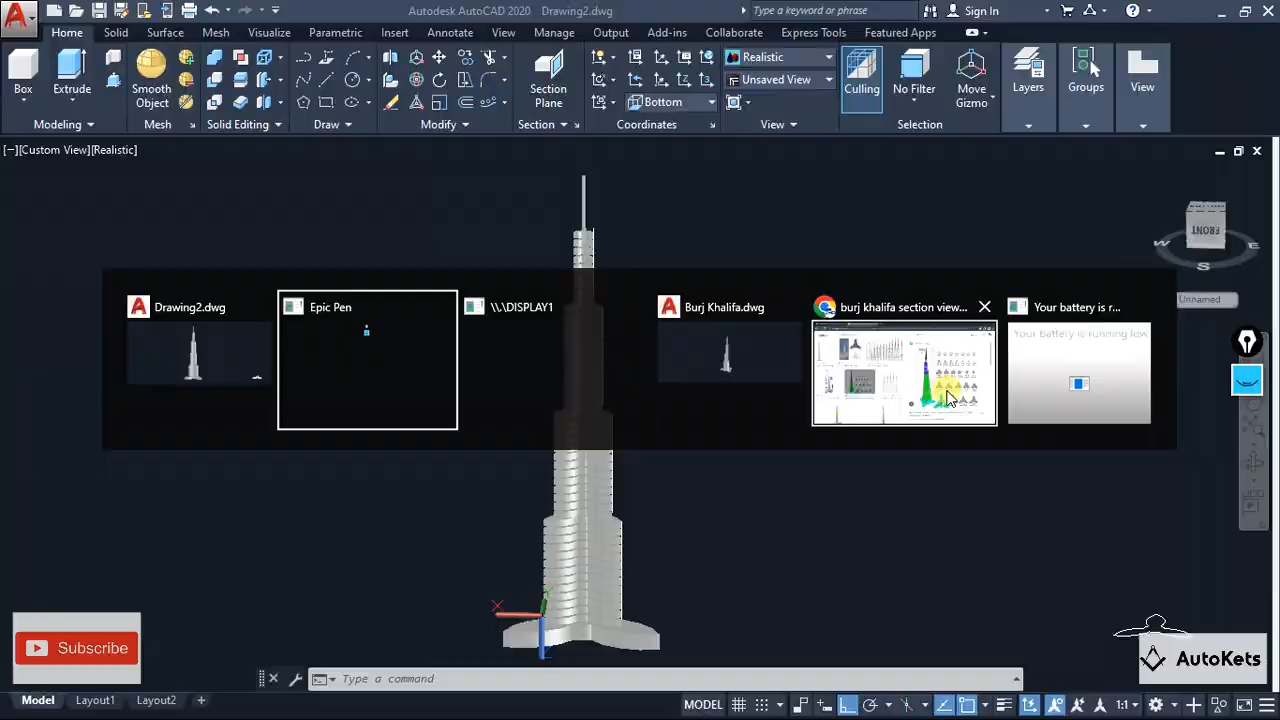 Autodesk AutoCAD 2020 Drawing2.dwg
Type a keyword or phrase
Sign In
Home Solid Surface Mesh Visualize Parametric Insert Annotate View Manage Output Add-ins Collaborate Express Tools Featured Apps
Box
Extrude
Smooth Object
Section Plane
Realistic
Unsaved View
Bottom
Culling
No Filter
Move Gizmo
Layers
Groups
View
Modeling
Mesh
Solid Editing
Draw
Modify
Section
Coordinates
View
Selection
[−][Custom View][Realistic]
FRONT
W
E
S
Unnamed
Drawing2.dwg
Epic Pen
\\.\DISPLAY1
Burj Khalifa.dwg
burj khalifa section view...
Your battery is r...
Your battery is running low
X
Y
Subscribe
AutoKets
Type a command
Model Layout1 Layout2 +
MODEL
1:1